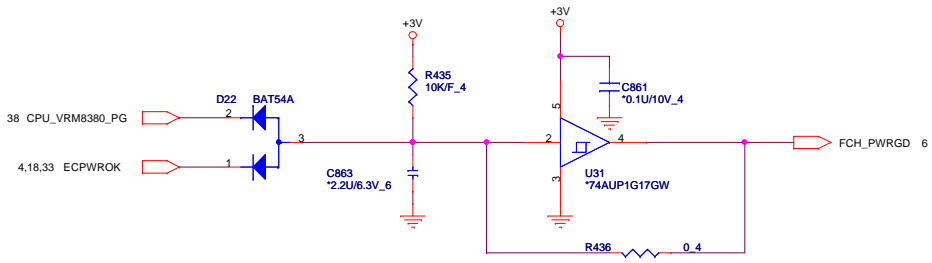 +3V
+3V
R435
10K/F_4
C861
*0.1U/10V_4
D22 BAT54A
5
38 CPU_VRM8380_PG
2
3
2
4
FCH_PWRGD 6
4,18,33 ECPWROK
1
C863
*2.2U/6.3V_6
3
U31
*74AUP1G17GW
R436
0_4